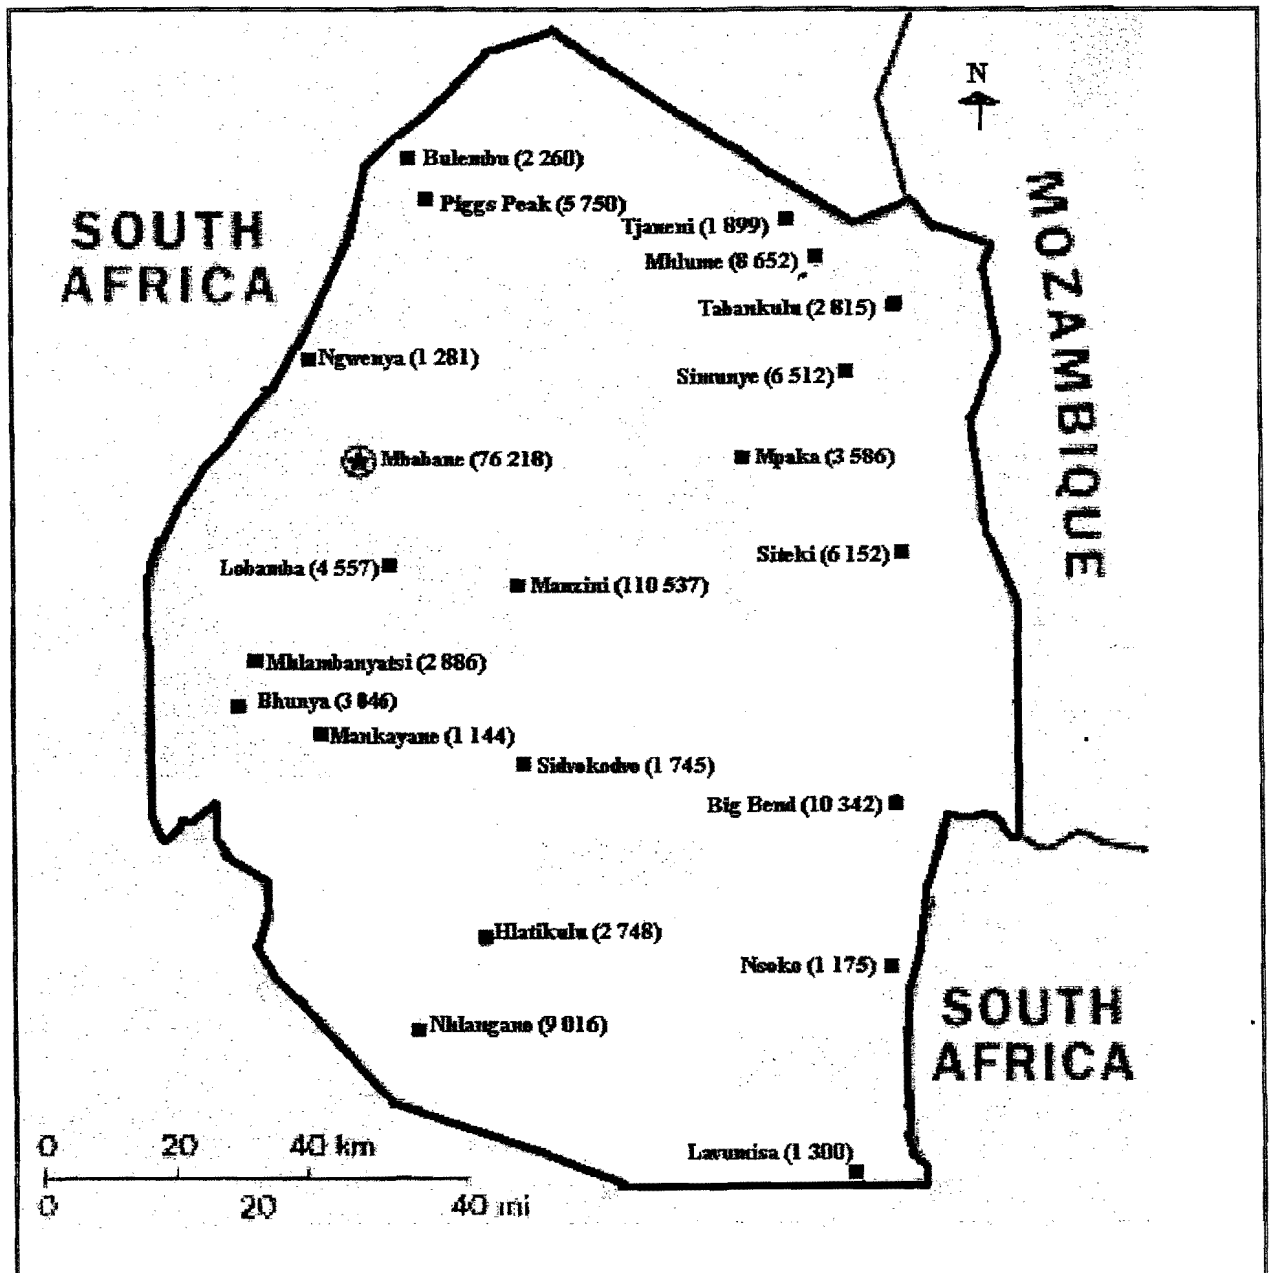 N
Bulembu (2 260)
Piggs Peak (5 750)
SOUTH
AFRICA
MOZAMBIQUE
Tjaneni (1 899)
Mhlume (8 652)
Tabankulu (2 815)
Ngwenya (1 281)
Simunye (6 512)
Mbabane (76 218)
Mpaka (3 586)
Siteki (6 152)
Lobamba (4 557)
Manzini (110 537)
Mhlambanyatsi (2 886)
Bhunya (3 846)
Mankayane (1 144)
Sidvokodvo (1 745)
Big Bend (10 342)
Hlatikulu (2 748)
Nsoko (1 175)
SOUTH
AFRICA
Nhlangano (9 016)
Lavumisa (1 300)
0 20 40 km
0 20 40 mi